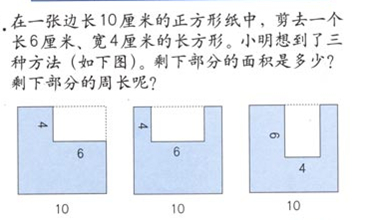 在一张边长10厘米的正方形纸中，剪去一个
长6厘米、宽4厘米的长方形。小明想到了三
种方法（如下图）。剩下部分的面积是多少？
剩下部分的周长呢？
4
6
10
4
6
10
6
4
10